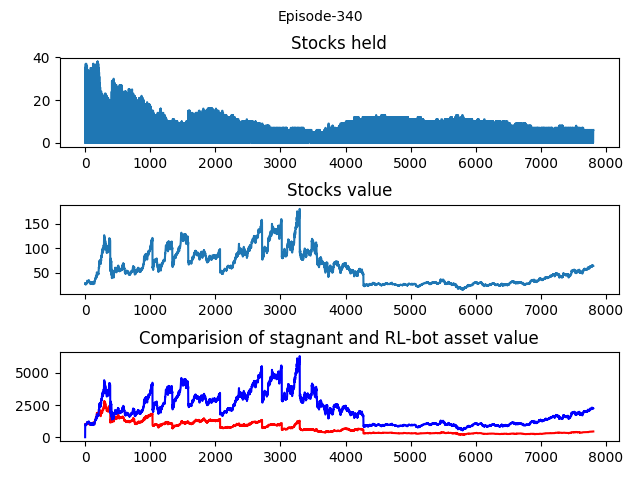 Episode-340
Stocks held
40
20
0
0 1000 2000 3000 4000 5000 6000 7000 8000
Stocks value
150
100
50
0 1000 2000 3000 4000 5000 6000 7000 8000
Comparision of stagnant and RL-bot asset value
5000
2500
0
0 1000 2000 3000 4000 5000 6000 7000 8000